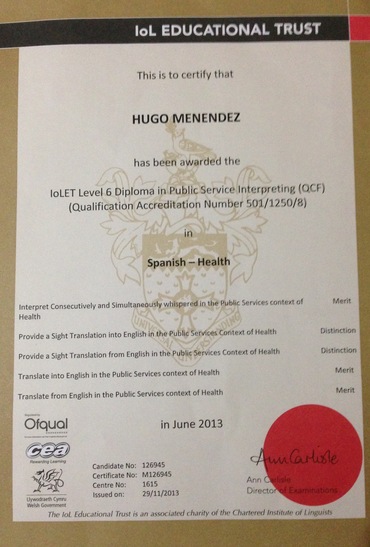 IoL EDUCATIONAL TRUST
This is to certify that
HUGO MENENDEZ
has been awarded the
IoLET Level 6 Diploma in Public Service Interpreting (QCF)
(Qualification Accreditation Number 501/1250/8)
in
Spanish – Health
Interpret Consecutively and Simultaneously whispered in the Public Services context of Health Merit
Provide a Sight Translation into English in the Public Services Context of Health Distinction
Provide a Sight Translation from English in the Public Services Context of Health Distinction
Translate into English in the Public Services context of Health Merit
Translate from English in the Public Services context of Health Merit
in June 2013
Ofqual
cea
Rewarding Learning
Llywodraeth Cymru
Welsh Government
Candidate No: 126945
Certificate No: M126945
Centre No: 1615
Issued on: 29/11/2013
Ann Carlisle
Ann Carlisle
Director of Examinations
The IoL Educational Trust is an associated charity of the Chartered Institute of Linguists